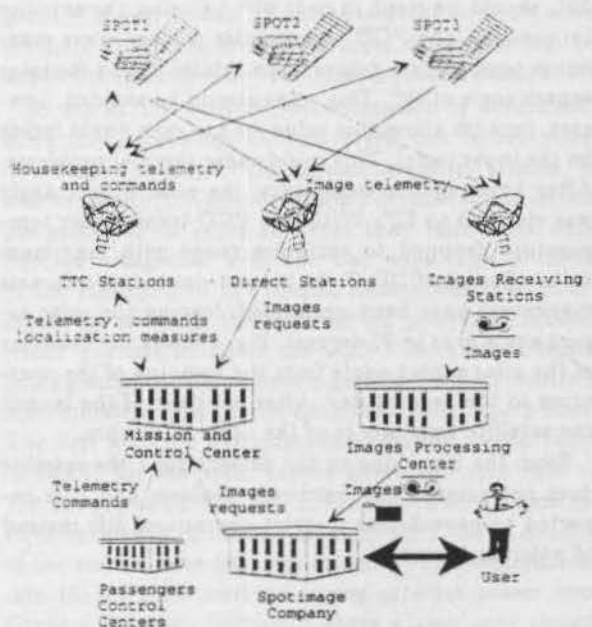 SPOT1 SPOT2 SPOT3
Housekeeping telemetry
and commands
Image telemetry
TTC Stations
Direct Stations
Images Receiving
Stations
Telemetry, commands
localization measures
Images
requests
Images
Mission and
Control Center
Images Processing
Center
Telemetry
Commands
Images
requests
Images
User
Passengers
Control
Centers
Spotimage
Company